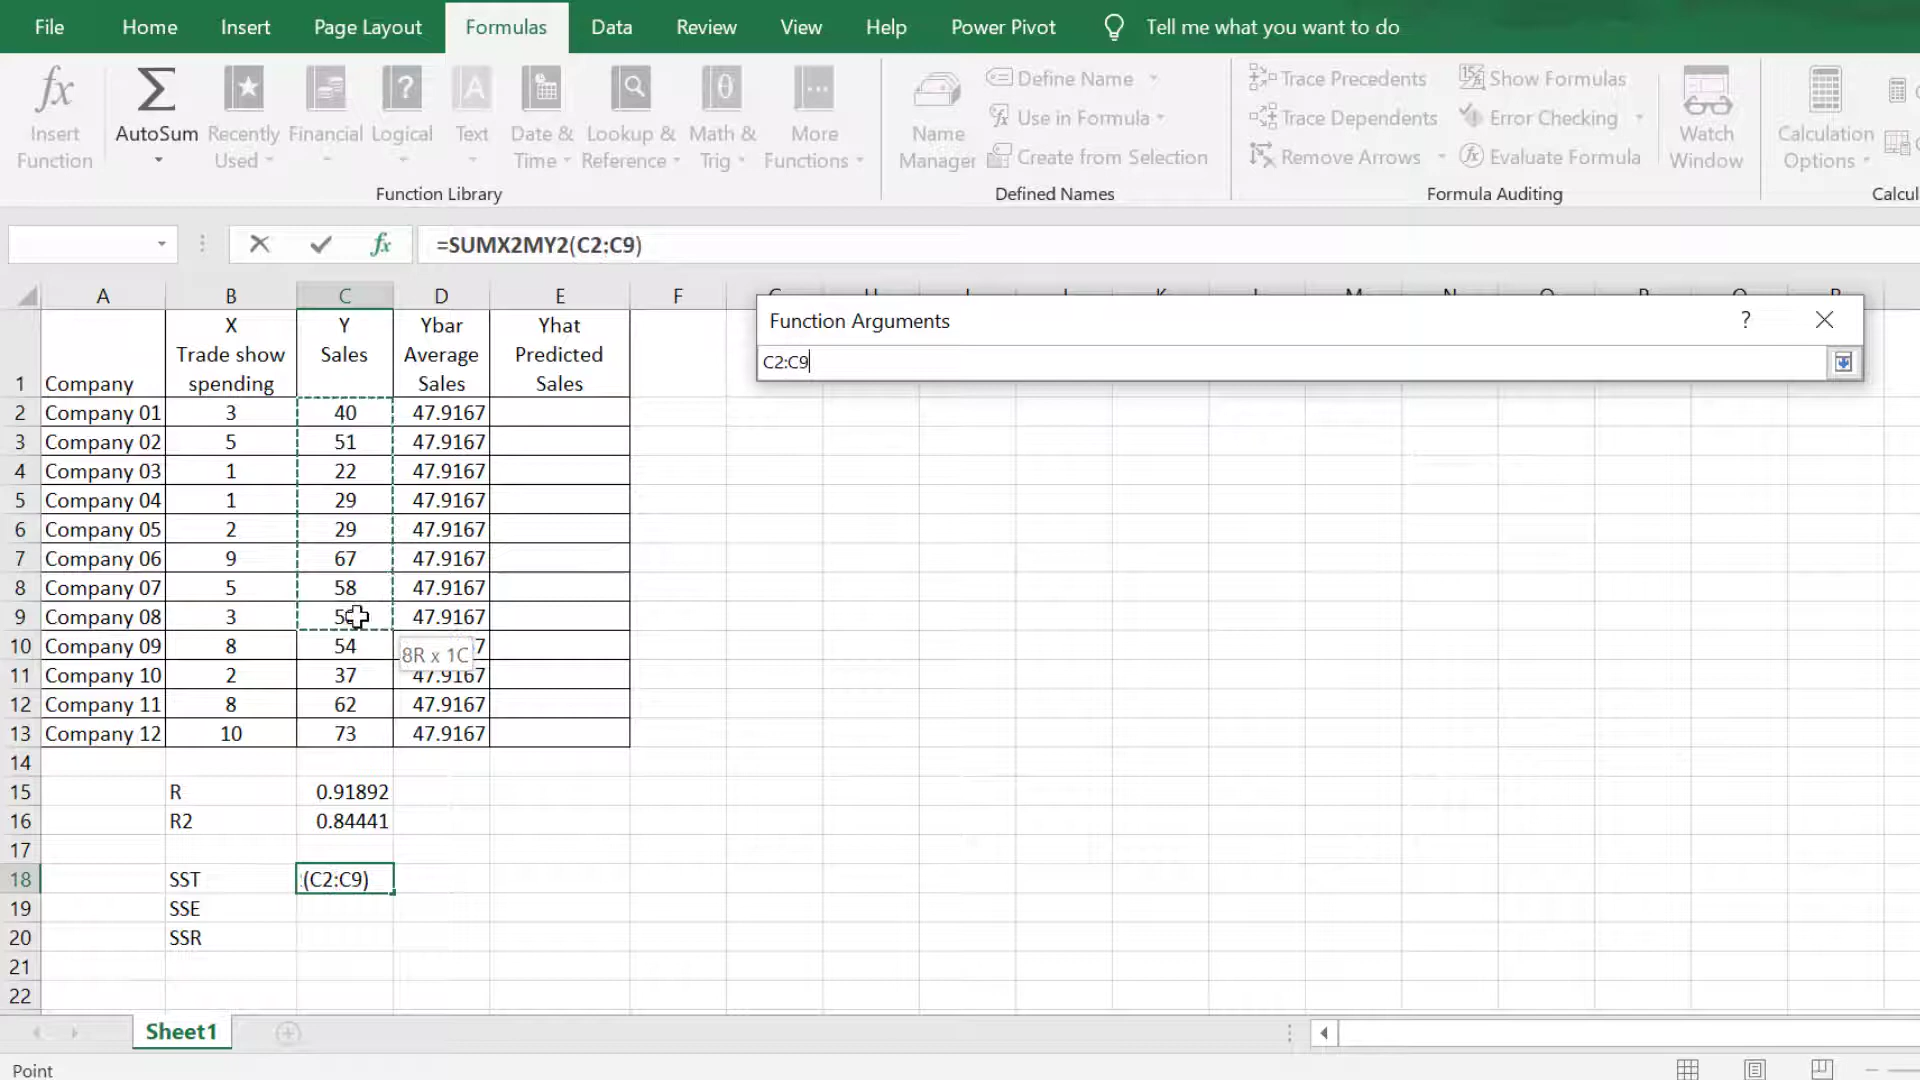 File Home Insert Page Layout Formulas Data Review View Help Power Pivot Tell me what you want to do
fx Insert Function
AutoSum
Recently Used
Financial
Logical
Text
Date & Time
Lookup & Reference
Math & Trig
More Functions
Function Library
Name Manager
Define Name
Use in Formula
Create from Selection
Defined Names
Trace Precedents
Trace Dependents
Remove Arrows
Show Formulas
Error Checking
Evaluate Formula
Watch Window
Formula Auditing
Calculation Options
fx =SUMX2MY2(C2:C9)
A B C D E F
Function Arguments ?
C2:C9
X Y Ybar Yhat
Trade show Sales Average Predicted
1 Company spending Sales Sales
2 Company 01 3 40 47.9167
3 Company 02 5 51 47.9167
4 Company 03 1 22 47.9167
5 Company 04 1 29 47.9167
6 Company 05 2 29 47.9167
7 Company 06 9 67 47.9167
8 Company 07 5 58 47.9167
9 Company 08 3 47.9167
10 Company 09 8 54
8R x 1C
11 Company 10 2 37 47.9167
12 Company 11 8 62 47.9167
13 Company 12 10 73 47.9167
14
15 R 0.91892
16 R2 0.84441
17
18 SST (C2:C9)
19 SSE
20 SSR
21
22
Sheet1
Point